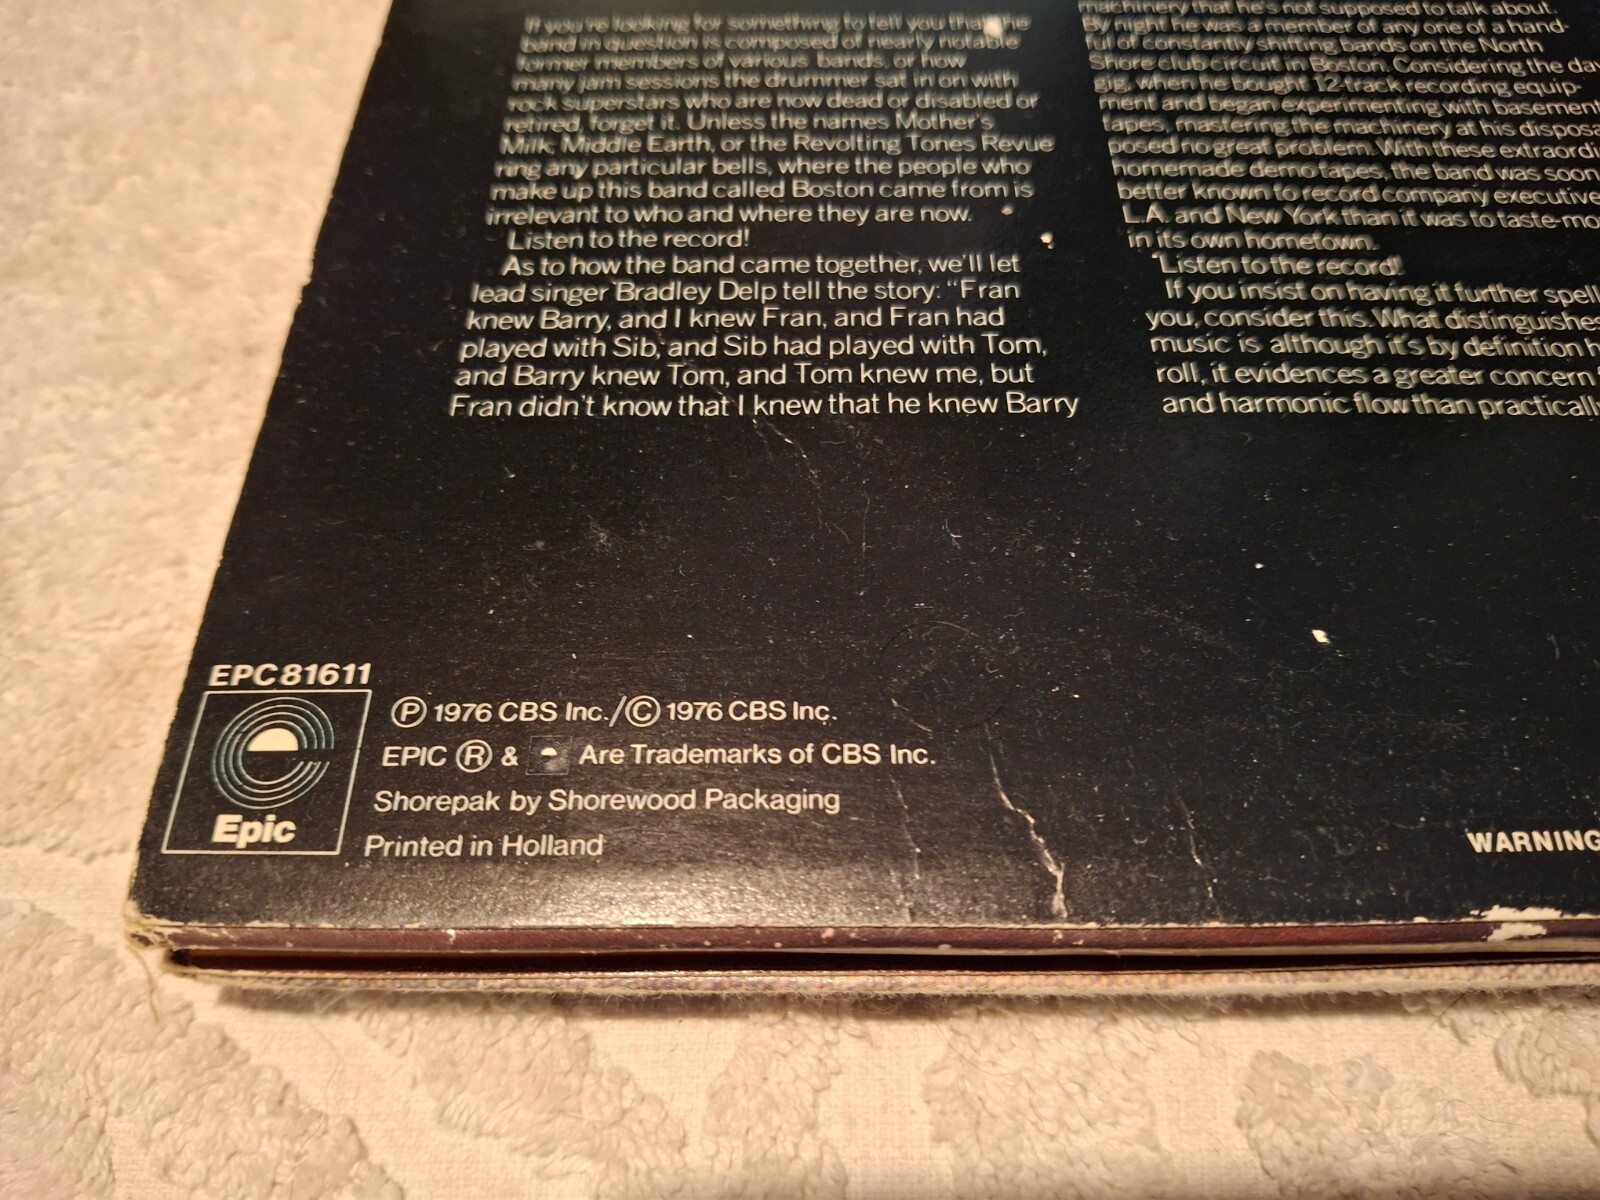 If you're looking for something to tell you that the
band in question is composed of nearly notable
former members of various bands, or how
many jam sessions the drummer sat in on with
rock superstars who are now dead or disabled or
retired, forget it. Unless the names Mother's
Milk, Middle Earth, or the Revolting Tones Revue
ring any particular bells, where the people who
make up this band called Boston came from is
irrelevant to who and where they are now.
Listen to the record!
As to how the band came together, we'll let
lead singer Bradley Delp tell the story: "Fran
knew Barry, and I knew Fran, and Fran had
played with Sib, and Sib had played with Tom,
and Barry knew Tom, and Tom knew me, but
Fran didn't know that I knew that he knew Barry
machinery that he's not supposed to talk about.
By night he was a member of any one of a hand-
ful of constantly shifting bands on the North
Shore club circuit in Boston. Considering the day
gig, when he bought 12-track recording equip-
ment and began experimenting with basement
tapes, mastering the machinery at his disposa
posed no great problem. With these extraordi
homemade demo tapes, the band was soon
better known to record company executive
L.A. and New York than it was to taste-mo
in its own hometown.
Listen to the record!
If you insist on having it further spell
you, consider this. What distinguishes
music is although it's by definition h
roll, it evidences a greater concern
and harmonic flow than practically
EPC 81611
Epic
Ⓟ 1976 CBS Inc./© 1976 CBS Inc.
EPIC ® & e Are Trademarks of CBS Inc.
Shorepak by Shorewood Packaging
Printed in Holland
WARNING